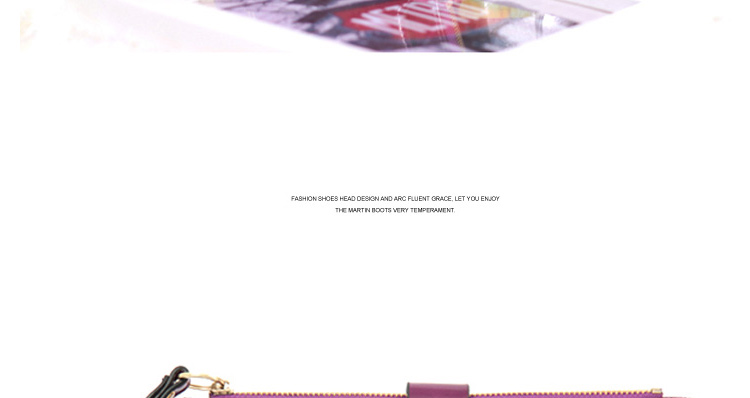 FASHION SHOES HEAD DESIGN AND ARC FLUENT GRACE, LET YOU ENJOY
THE MARTIN BOOTS VERY TEMPERAMENT.